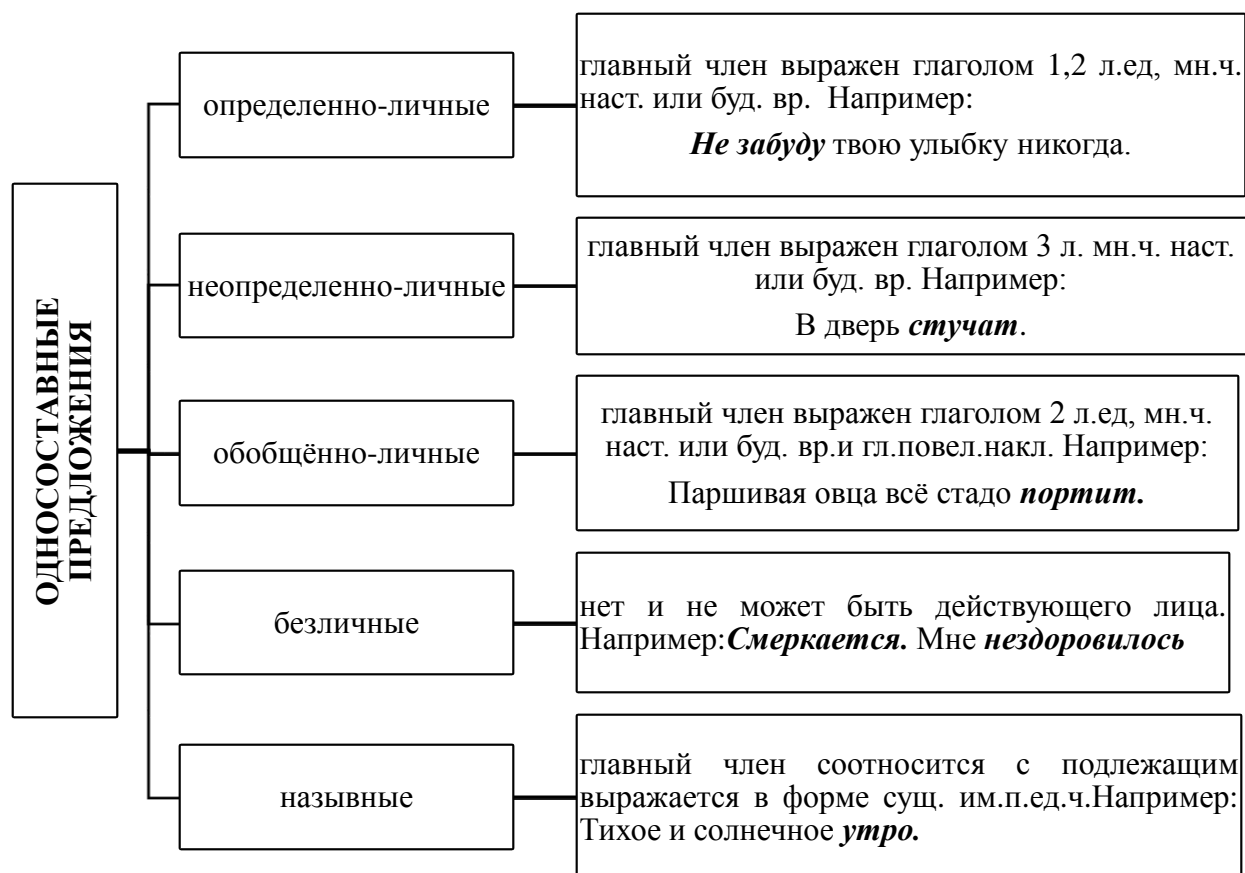 ОДНОСОСТАВНЫЕ
ПРЕДЛОЖЕНИЯ
определенно-личные
главный член выражен глаголом 1,2 л.ед, мн.ч.
наст. или буд. вр. Например:
Не забуду твою улыбку никогда.
неопределенно-личные
главный член выражен глаголом 3 л. мн.ч. наст.
или буд. вр. Например:
В дверь стучат.
обобщённо-личные
главный член выражен глаголом 2 л.ед, мн.ч.
наст. или буд. вр.и гл.повел.накл. Например:
Паршивая овца всё стадо портит.
безличные
нет и не может быть действующего лица.
Например:Смеркается. Мне нездоровилось
назывные
главный член соотносится с подлежащим
выражается в форме сущ. им.п.ед.ч.Например:
Тихое и солнечное утро.